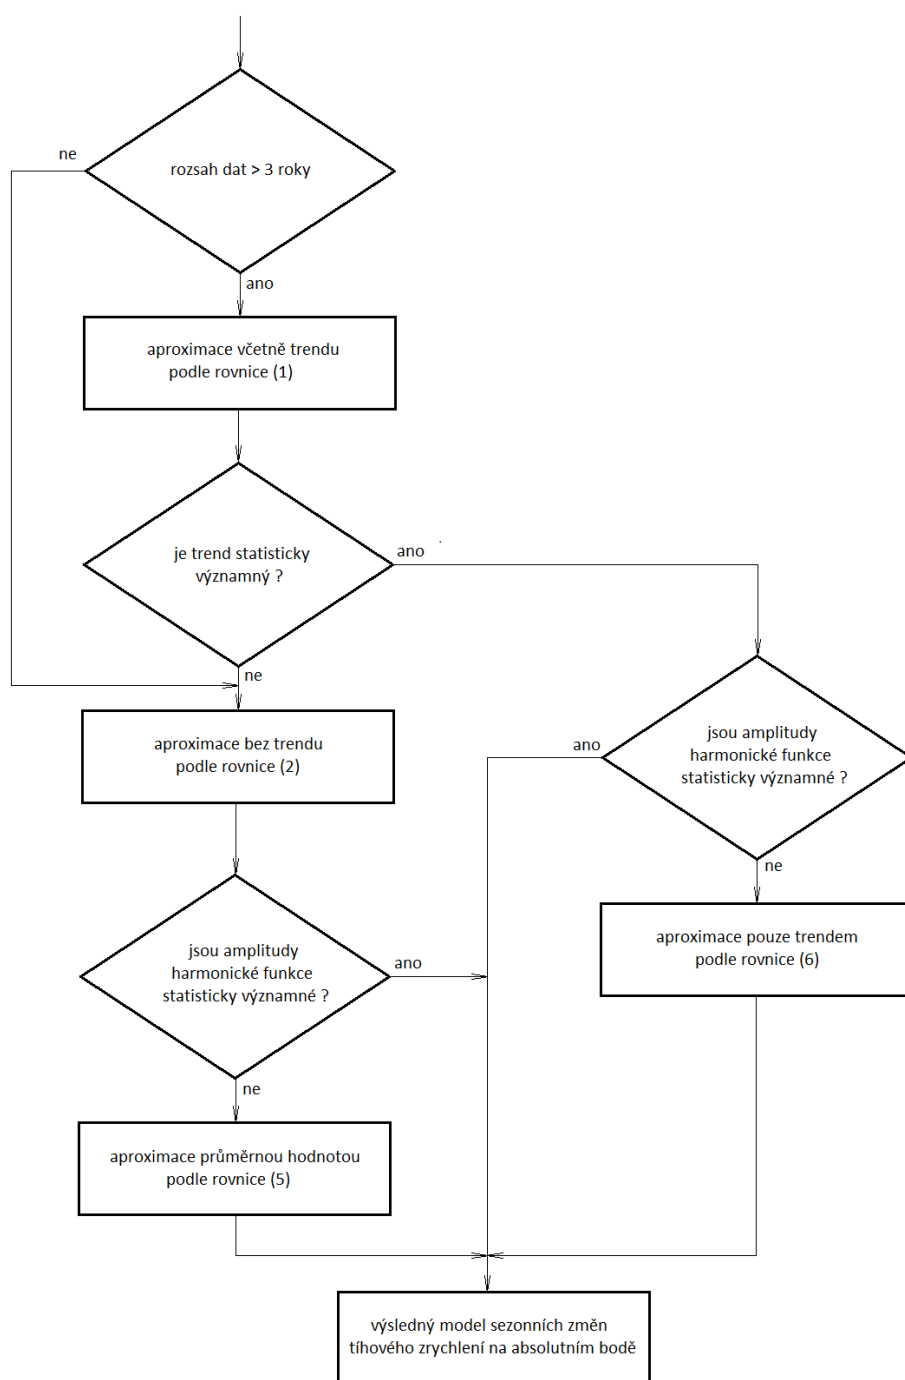 ne
rozsah dat > 3 roky
ano
aproximace včetně trendu
podle rovnice (1)
je trend statisticky
významný ?
ano
ne
aproximace bez trendu
podle rovnice (2)
jsou amplitudy
harmonické funkce
statisticky významné ?
ano
ne
aproximace pouze trendem
podle rovnice (6)
jsou amplitudy
harmonické funkce
statisticky významné ?
ano
ne
aproximace průměrnou hodnotou
podle rovnice (5)
výsledný model sezonních změn
tíhového zrychlení na absolutním bodě